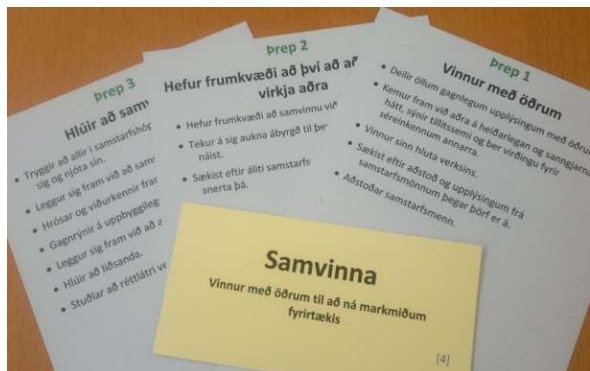 Þrep 3
Hlúir að sam
• Tryggir að allir í samstarfshóp
sig og njóta sín.
• Leggur sig fram við að sam
• Hrósar og viðurkennir fram
• Gagnrýnir á uppbyggileg
• Leggur sig fram við að a
• Hlúir að liðsanda.
• Stuðlar að réttlátri ve
Þrep 2
Hefur frumkvæði að því að að
virkja aðra
• Hefur frumkvæði að samvinnu við
• Tekur á sig aukna ábyrgð til þe
náist.
• Sækist eftir áliti samstarfs
snerta þá.
Þrep 1
Vinnur með öðrum
• Deilir öllum gagnlegum upplýsingum með öðrum
• Kemur fram við aðra á heiðarlegan og sanngjarna
hátt, sýnir tillitssemi og ber virðingu fyrir
séreinkennum annarra.
• Vinnur sinn hluta verksins.
• Sækist eftir aðstoð og upplýsingum frá
samstarfsmönnum þegar þörf er á.
• Aðstoðar samstarfsmenn.
Samvinna
Vinnur með öðrum til að ná markmiðum
fyrirtækis
[4]